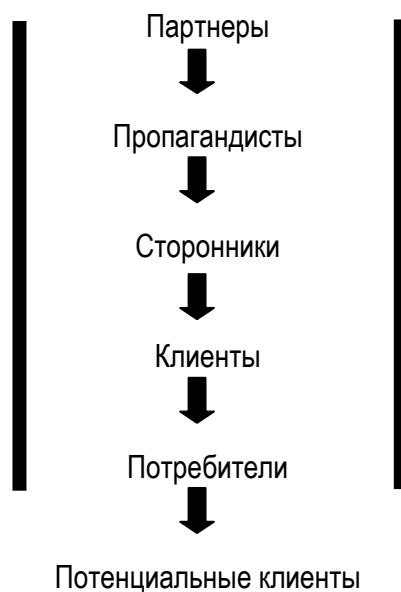 Партнеры
Пропагандисты
Сторонники
Клиенты
Потребители
Потенциальные клиенты